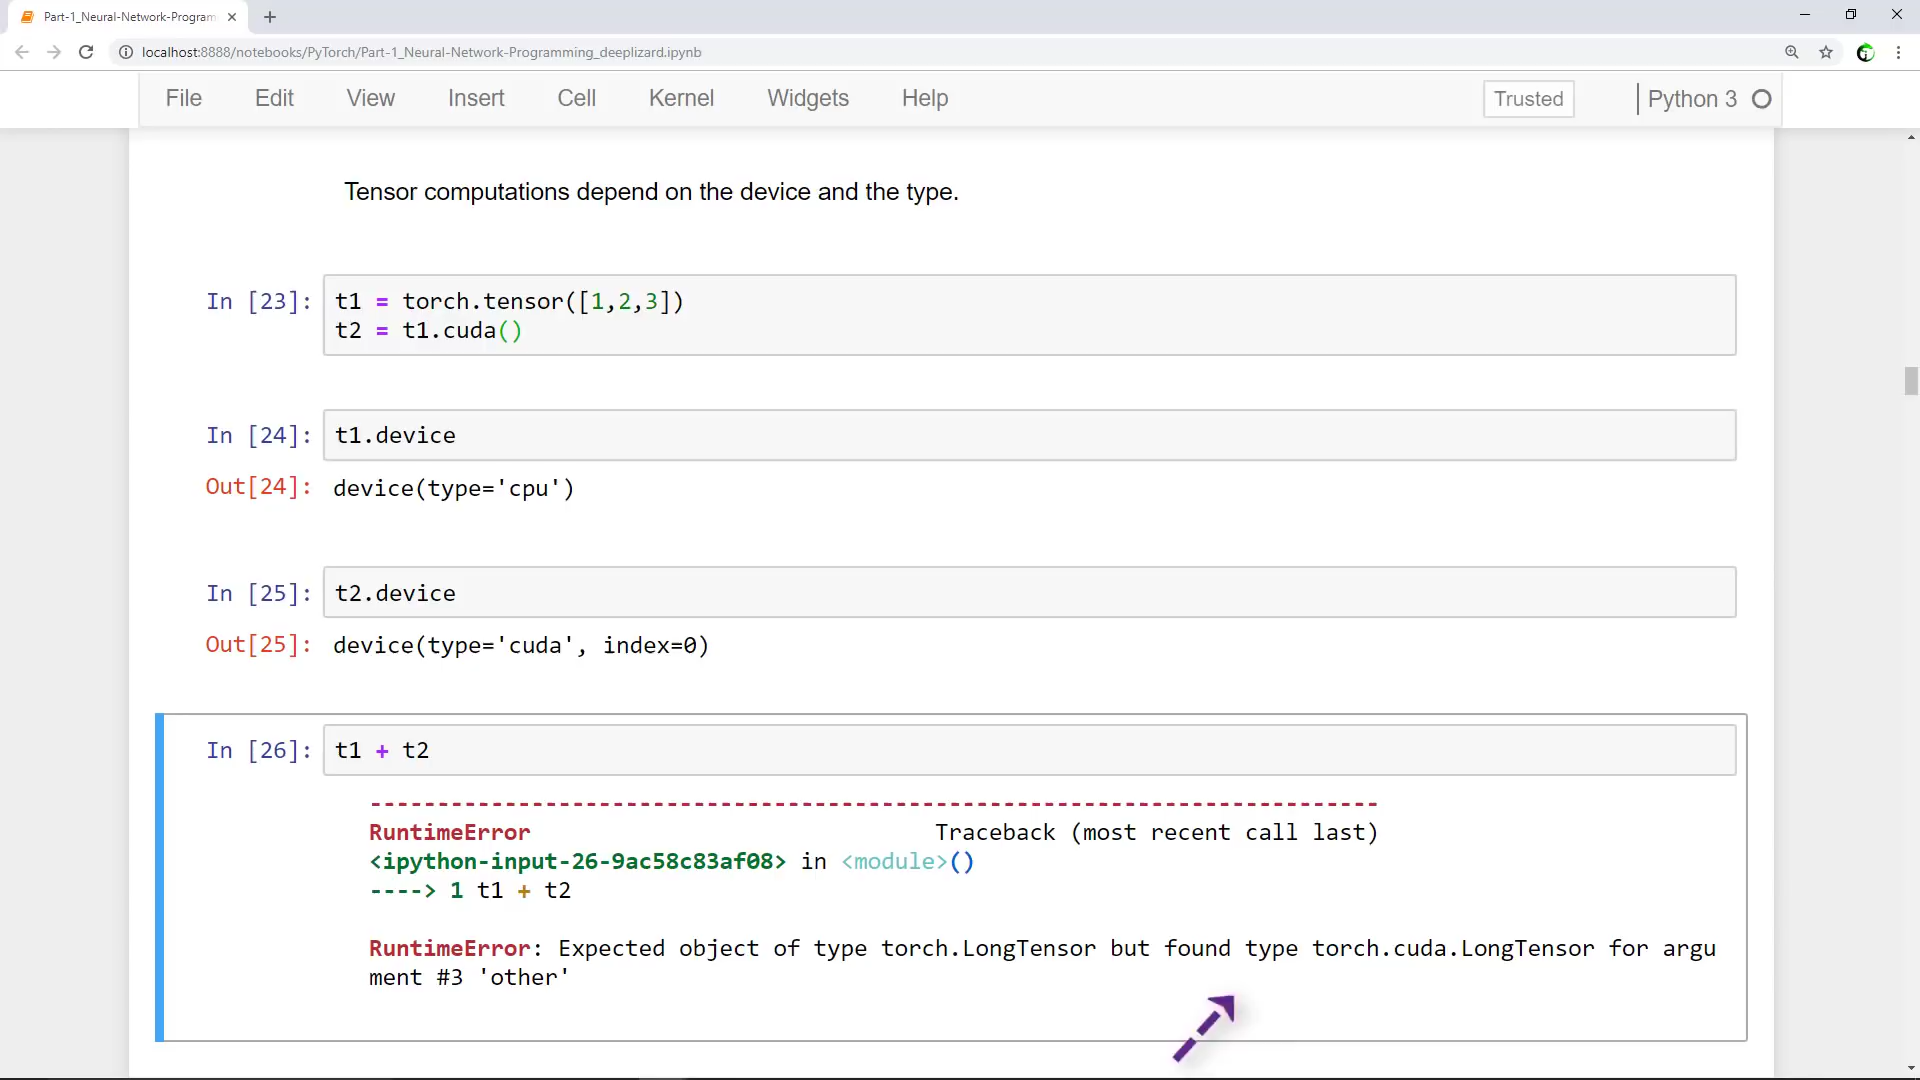 Part-1_Neural-Network-Program
localhost:8888/notebooks/PyTorch/Part-1_Neural-Network-Programming_deeplizard.ipynb
File Edit View Insert Cell Kernel Widgets Help Trusted Python 3
Tensor computations depend on the device and the type.
In [23]: t1 = torch.tensor([1,2,3])
t2 = t1.cuda()
In [24]: t1.device
Out[24]: device(type='cpu')
In [25]: t2.device
Out[25]: device(type='cuda', index=0)
In [26]: t1 + t2
---------------------------------------------------------------------------
RuntimeError Traceback (most recent call last)
<ipython-input-26-9ac58c83af08> in <module>()
----> 1 t1 + t2
RuntimeError: Expected object of type torch.LongTensor but found type torch.cuda.LongTensor for argu
ment #3 'other'